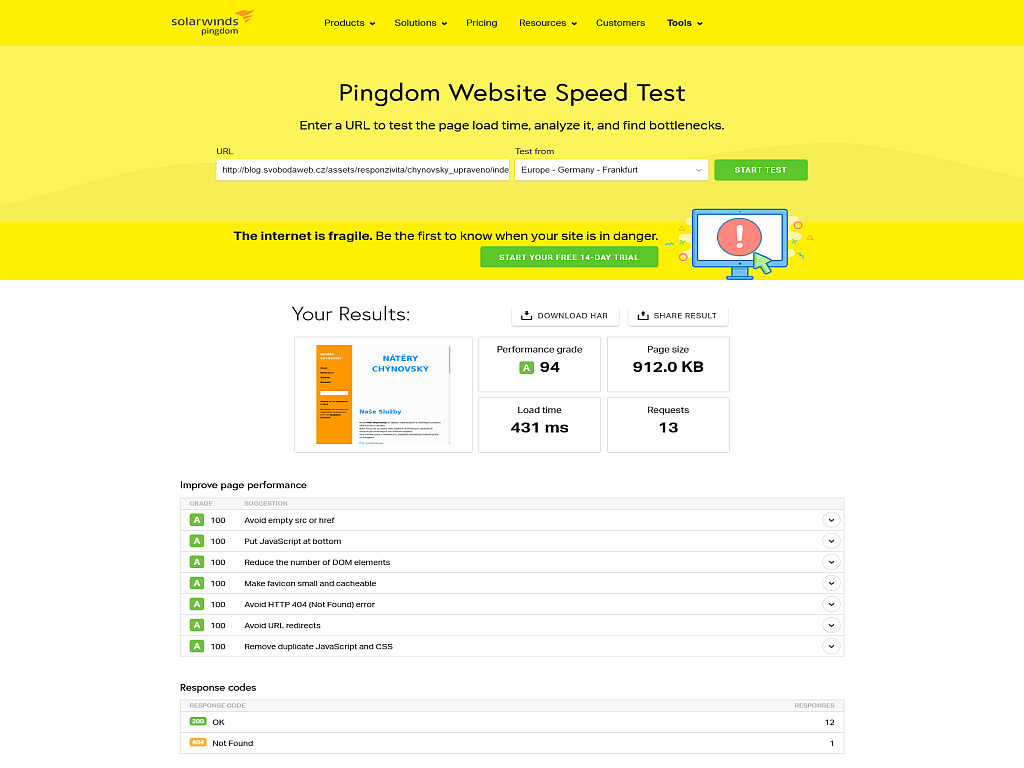 solarwinds
pingdom
Products
Solutions
Pricing
Resources
Customers
Tools
Pingdom Website Speed Test
Enter a URL to test the page load time, analyze it, and find bottlenecks.
URL
Test from
http://blog.svobodaweb.cz/assets/responzivita/chynovsky_upraveno/inde
Europe - Germany - Frankfurt
START TEST
The internet is fragile. Be the first to know when your site is in danger.
START YOUR FREE 14-DAY TRIAL
Your Results:
DOWNLOAD HAR
SHARE RESULT
NÁTĚRY
CHÝNOVSKÝ
Naše Služby
Performance grade
A 94
Page size
912.0 KB
Load time
431 ms
Requests
13
Improve page performance
GRADE SUGGESTION
A 100 Avoid empty src or href
A 100 Put JavaScript at bottom
A 100 Reduce the number of DOM elements
A 100 Make favicon small and cacheable
A 100 Avoid HTTP 404 (Not Found) error
A 100 Avoid URL redirects
A 100 Remove duplicate JavaScript and CSS
Response codes
RESPONSE CODE RESPONSES
200 OK 12
404 Not Found 1